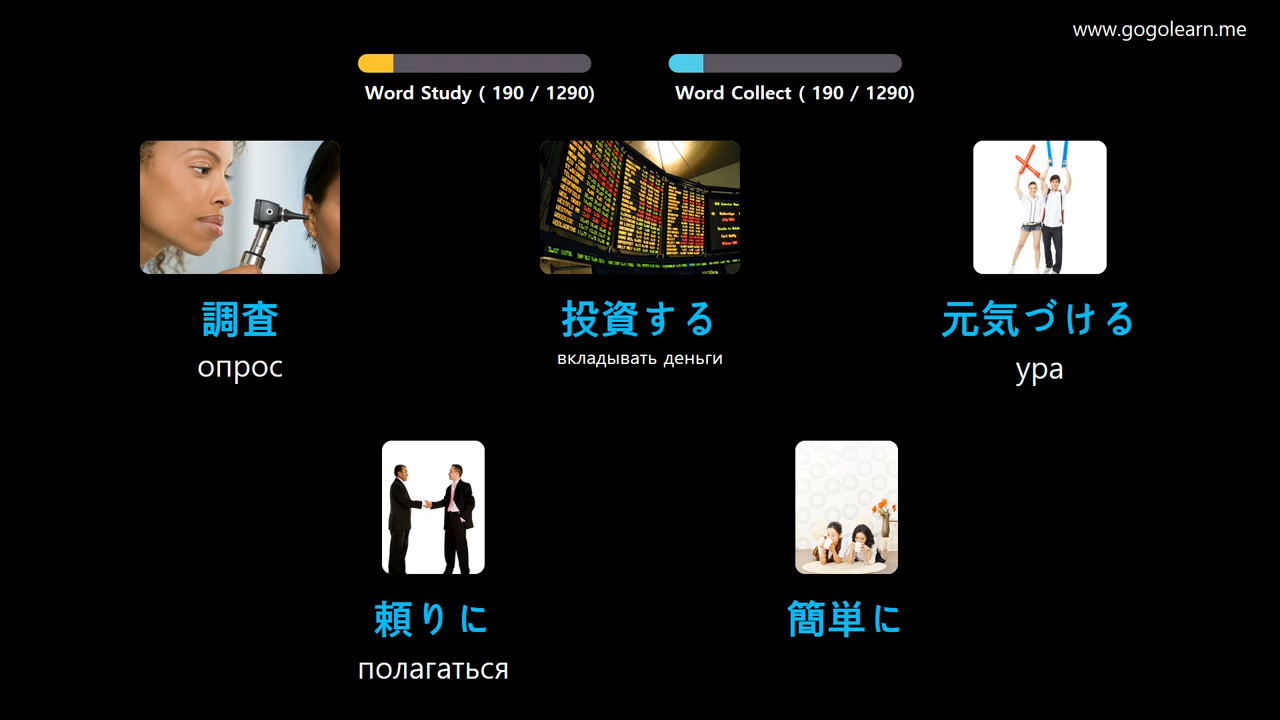 www.gogolearn.me
Word Study ( 190 / 1290)
Word Collect ( 190 / 1290)
調査
опрос
投資する
вкладывать деньги
元気づける
ура
頼りに
полагаться
簡単に